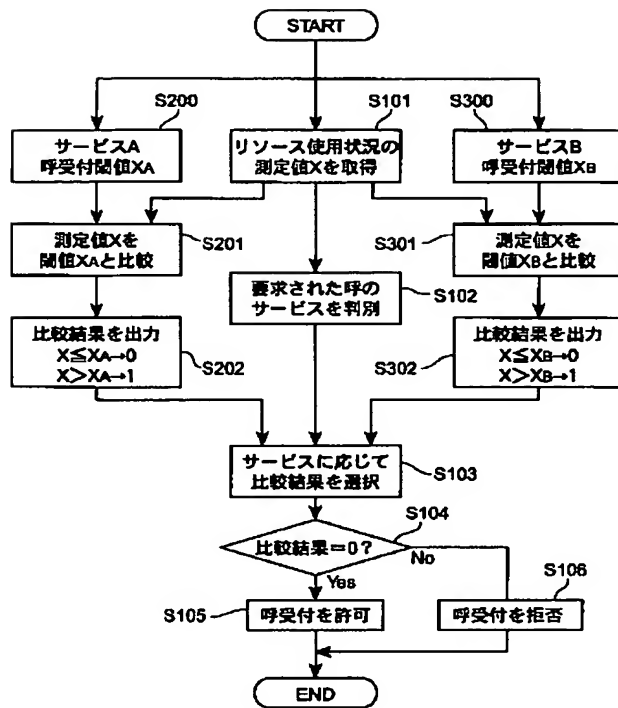 START
S200
S101
S300
サービスA
呼受付閾値XA
リソース使用状況の
測定値Xを取得
サービスB
呼受付閾値XB
測定値Xを
閾値XAと比較
S201
S301
測定値Xを
閾値XBと比較
要求された呼の
サービスを判別
S102
比較結果を出力
X≦XA→0
X>XA→1
S202
S302
比較結果を出力
X≦XB→0
X>XB→1
サービスに応じて
比較結果を選択
S103
S104
比較結果=0?
No
Yes
S106
S105
呼受付を許可
呼受付を拒否
END